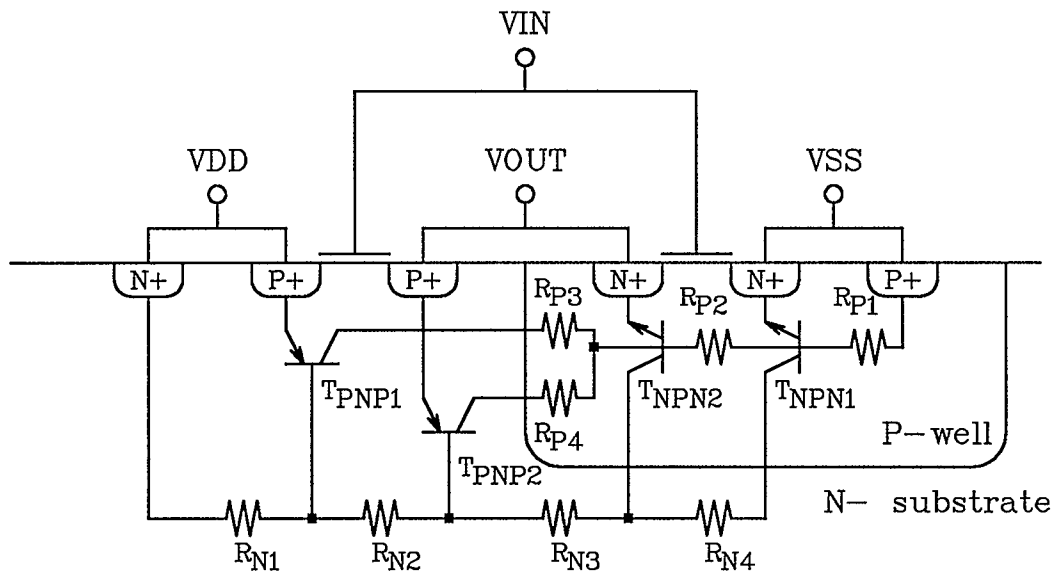 VIN
VDD VOUT VSS
N+ P+ P+ N+ N+ P+
RP3 RP2 RP1
TPNP1 TNPN2 TNPN1
RP4 P-well
TPNP2
N- substrate
RN1 RN2 RN3 RN4